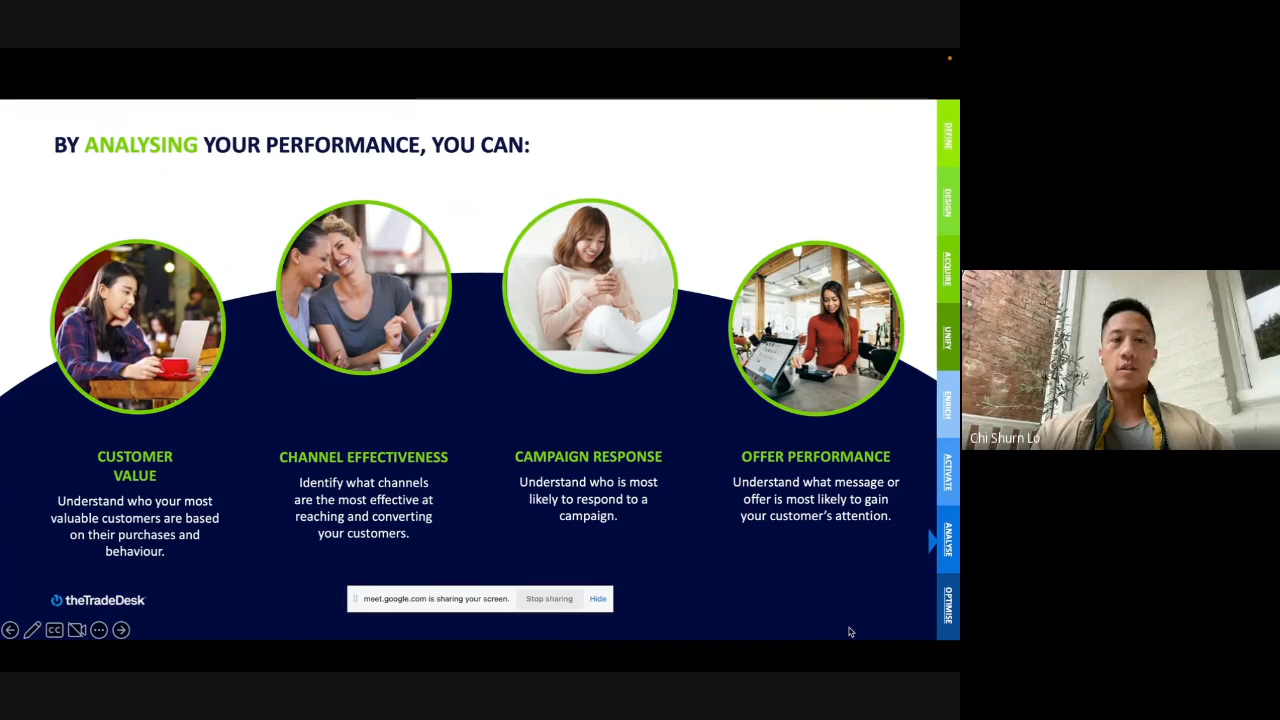 BY ANALYSING YOUR PERFORMANCE, YOU CAN:
CUSTOMER
VALUE
Understand who your most
valuable customers are based
on their purchases and
behaviour.
CHANNEL EFFECTIVENESS
Identify what channels
are the most effective at
reaching and converting
your customers.
CAMPAIGN RESPONSE
Understand who is most
likely to respond to a
campaign.
OFFER PERFORMANCE
Understand what message or
offer is most likely to gain
your customer's attention.
theTradeDesk
meet.google.com is sharing your screen. Stop sharing Hide
CC
DEFINE
DESIGN
ACQUIRE
UNIFY
ENRICH
ACTIVATE
ANALYSE
OPTIMISE
Chi Shurn Lo